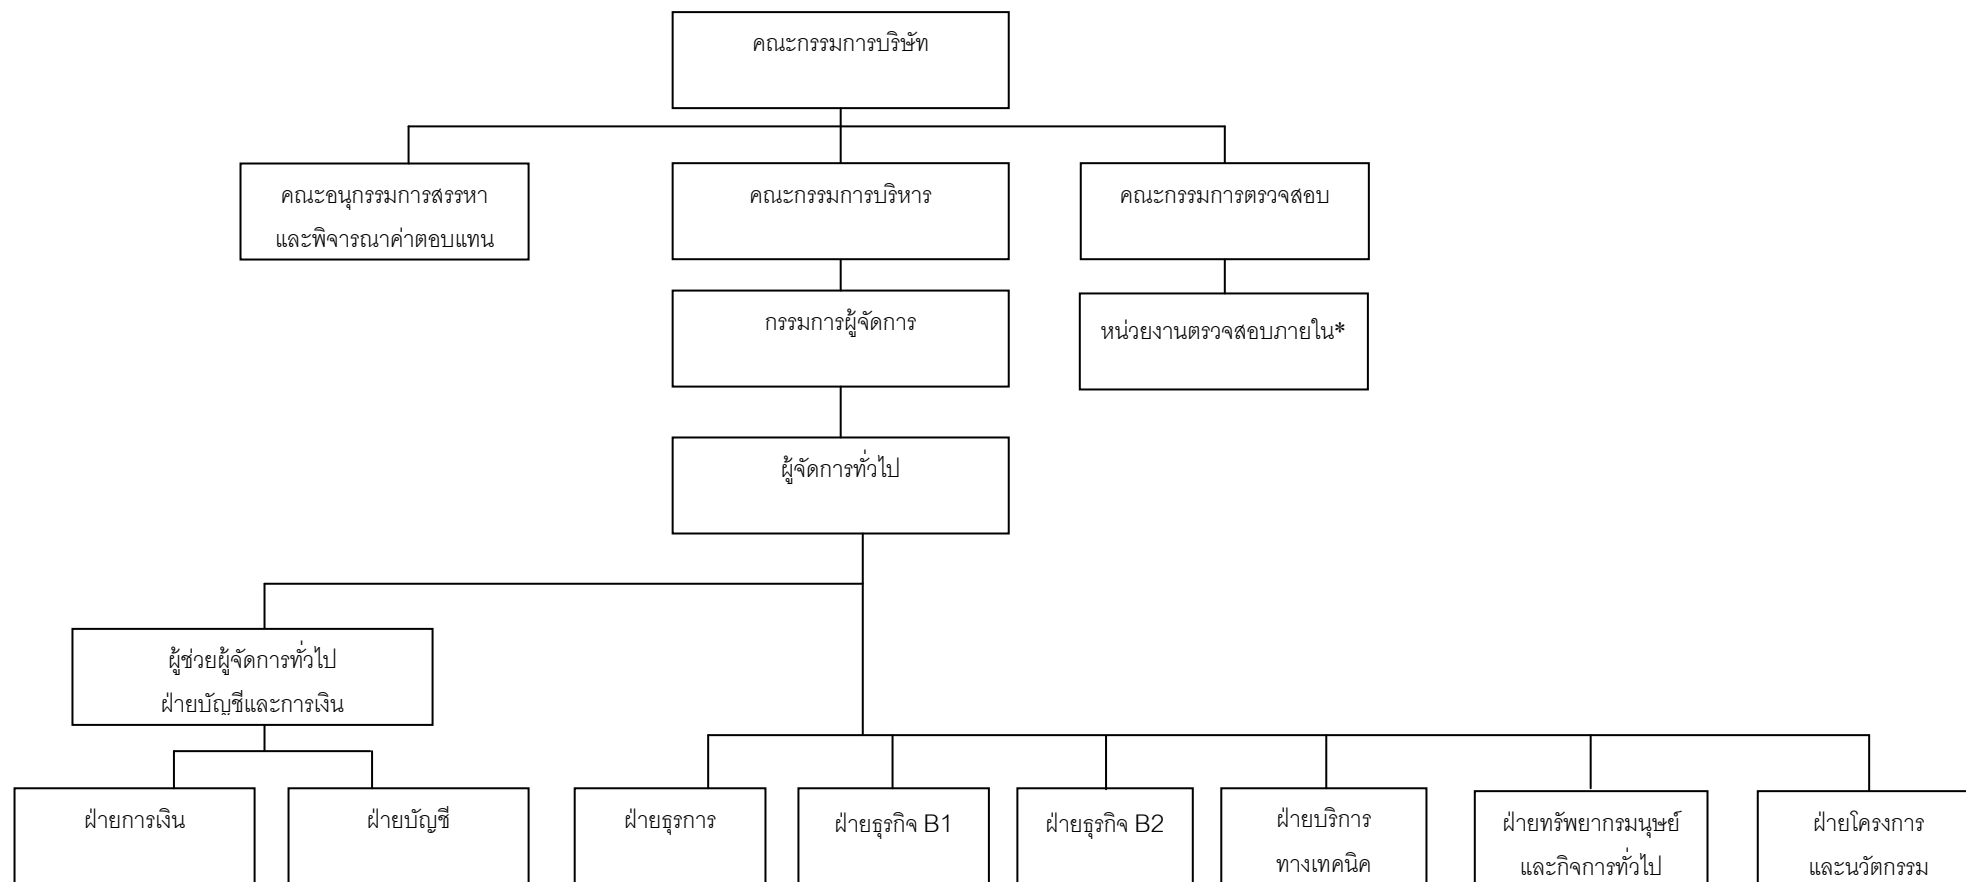 คณะกรรมการบริษัท
คณะอนุกรรมการสรรหา
และพิจารณาค่าตอบแทน
คณะกรรมการบริหาร
คณะกรรมการตรวจสอบ
กรรมการผู้จัดการ
หน่วยงานตรวจสอบภายใน*
ผู้จัดการทั่วไป
ผู้ช่วยผู้จัดการทั่วไป
ฝ่ายบัญชีและการเงิน
ฝ่ายการเงิน
ฝ่ายบัญชี
ฝ่ายธุรการ
ฝ่ายธุรกิจ B1
ฝ่ายธุรกิจ B2
ฝ่ายบริการ
ทางเทคนิค
ฝ่ายทรัพยากรมนุษย์
และกิจการทั่วไป
ฝ่ายโครงการ
และนวัตกรรม